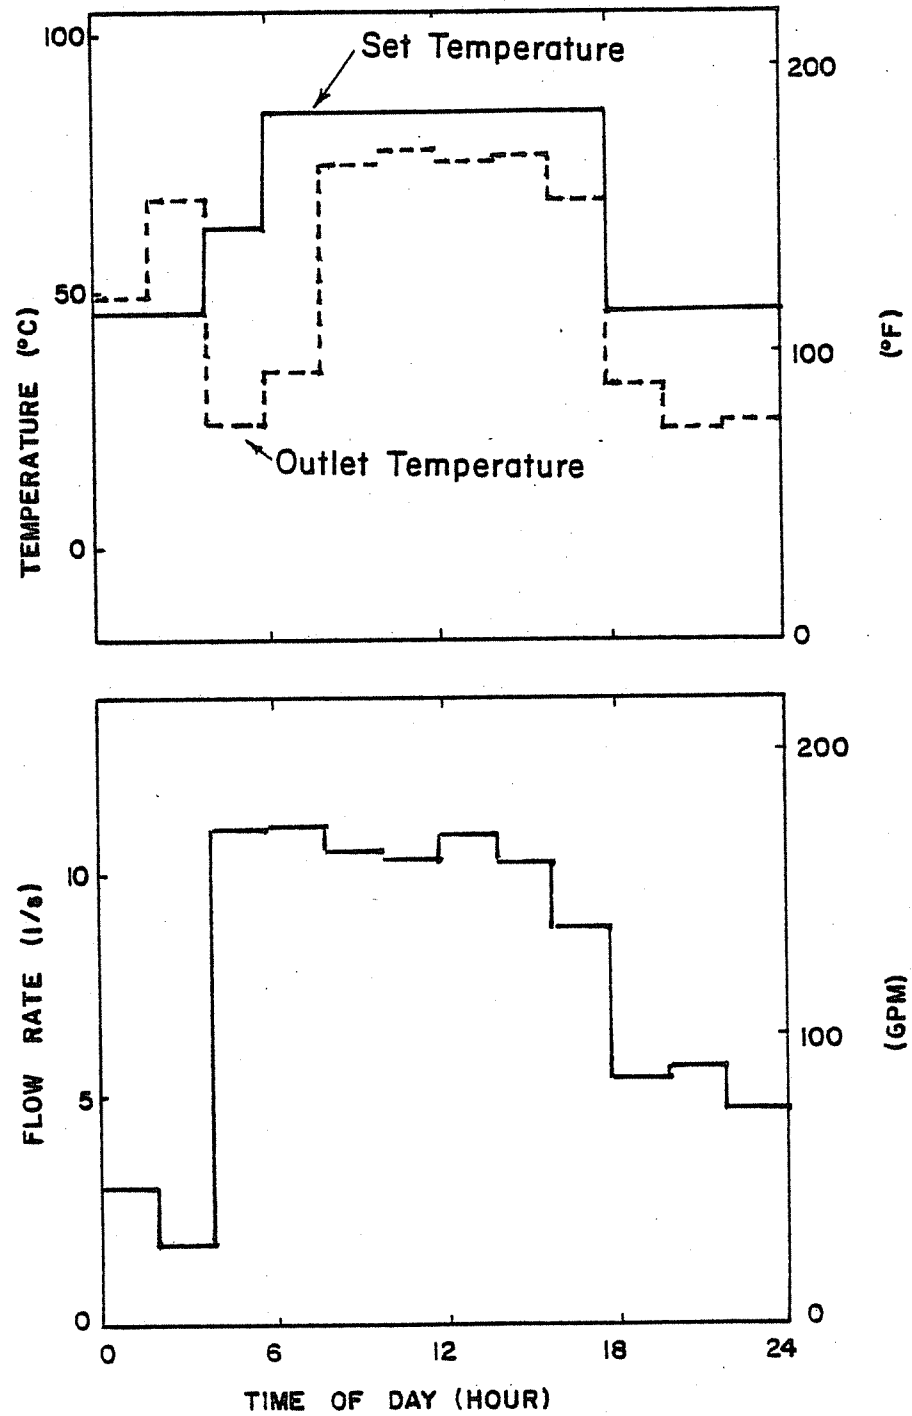 100
50
0
TEMPERATURE (°C)
Set Temperature
Outlet Temperature
200
100
0
(°F)
10
5
0
FLOW RATE (l/s)
200
100
0
(GPM)
0 6 12 18 24
TIME OF DAY (HOUR)